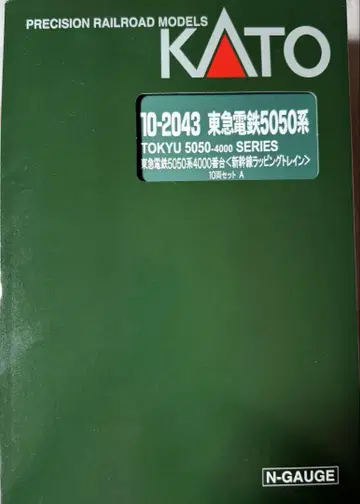 PRECISION RAILROAD MODELS
KATO
10-2043 東急電鉄5050系
TOKYU 5050-4000 SERIES
東急電鉄5050系4000番台<新幹線ラッピングトレイン>
10両セット A
N-GAUGE